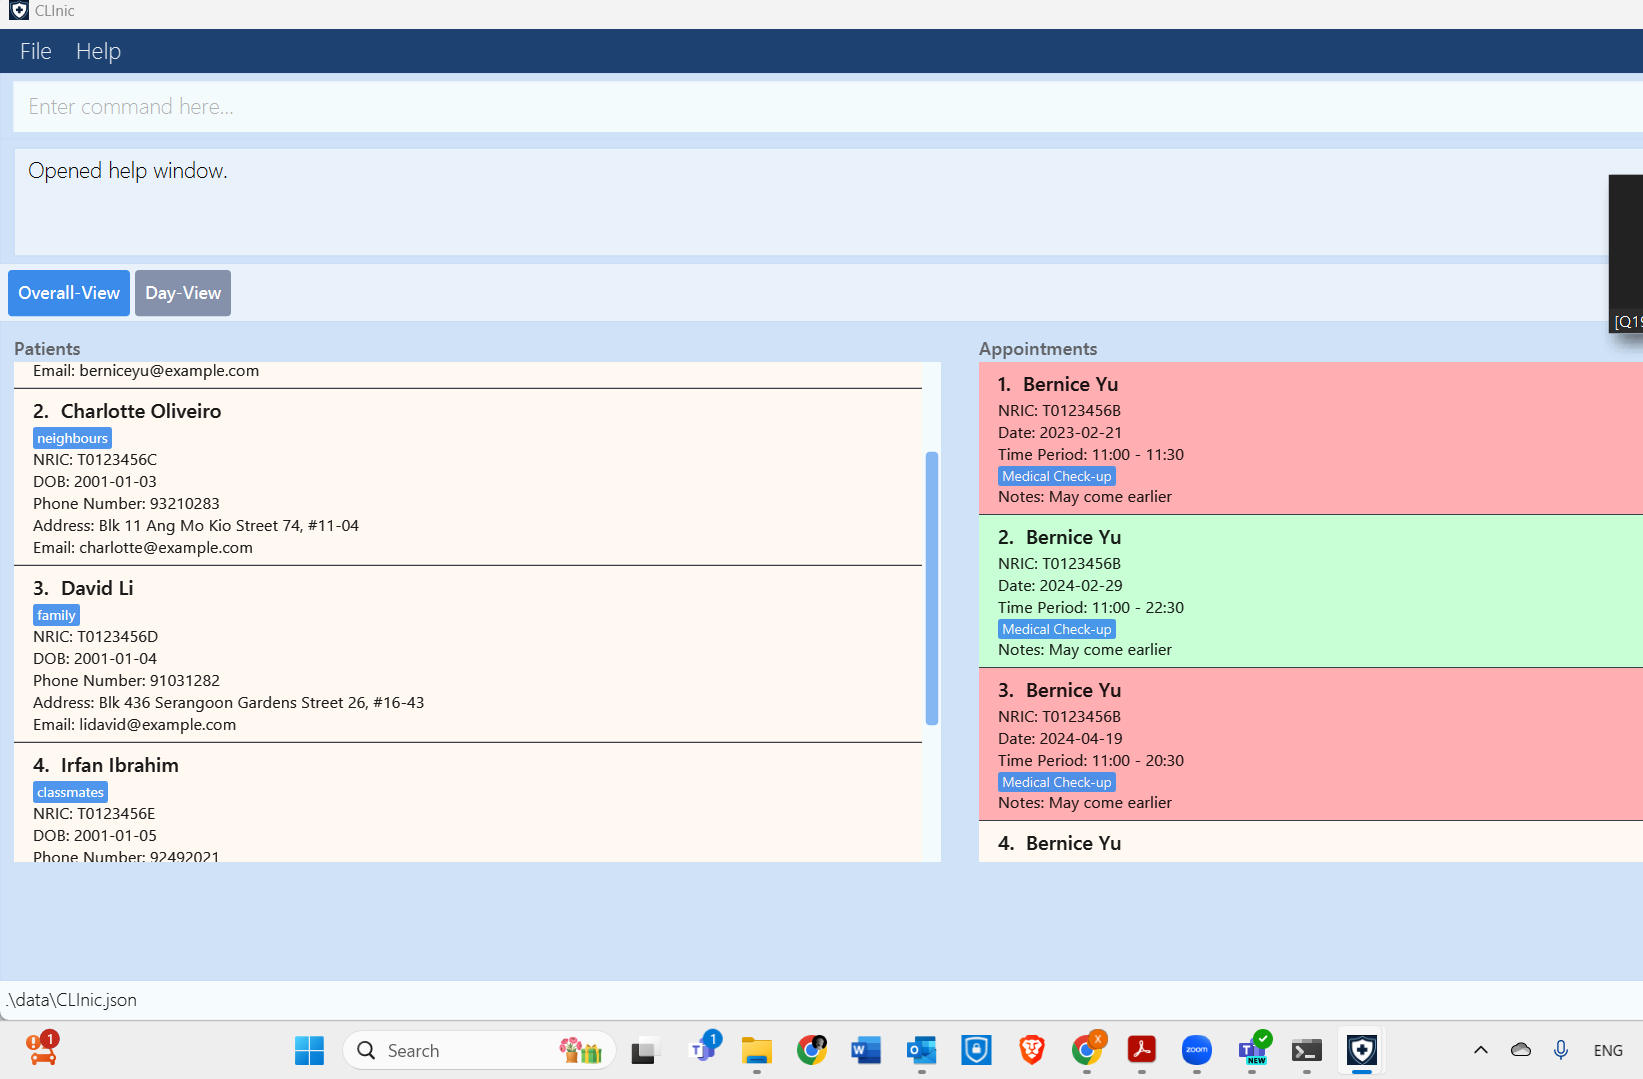 CLInic
File Help
Enter command here...
Opened help window.
[Q19
Overall-View Day-View
Patients
Email: berniceyu@example.com
2. Charlotte Oliveiro
neighbours
NRIC: T0123456C
DOB: 2001-01-03
Phone Number: 93210283
Address: Blk 11 Ang Mo Kio Street 74, #11-04
Email: charlotte@example.com
3. David Li
family
NRIC: T0123456D
DOB: 2001-01-04
Phone Number: 91031282
Address: Blk 436 Serangoon Gardens Street 26, #16-43
Email: lidavid@example.com
4. Irfan Ibrahim
classmates
NRIC: T0123456E
DOB: 2001-01-05
Phone Number: 92492021
Appointments
1. Bernice Yu
NRIC: T0123456B
Date: 2023-02-21
Time Period: 11:00 - 11:30
Medical Check-up
Notes: May come earlier
2. Bernice Yu
NRIC: T0123456B
Date: 2024-02-29
Time Period: 11:00 - 22:30
Medical Check-up
Notes: May come earlier
3. Bernice Yu
NRIC: T0123456B
Date: 2024-04-19
Time Period: 11:00 - 20:30
Medical Check-up
Notes: May come earlier
4. Bernice Yu
.\data\CLInic.json
1
Search
1
W
X
zoom
NEW
ENG